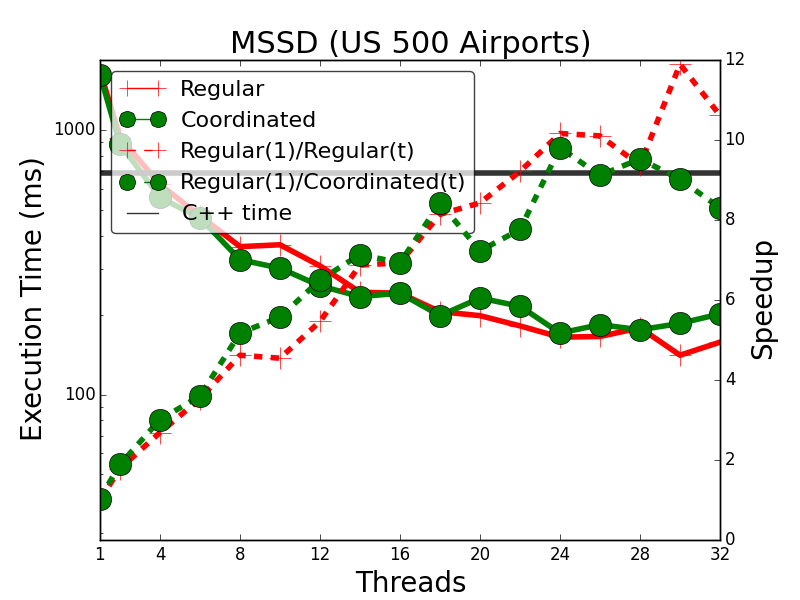 MSSD (US 500 Airports)
Regular
Coordinated
Regular(1)/Regular(t)
Regular(1)/Coordinated(t)
C++ time
Execution Time (ms)
1000
100
Speedup
12
10
8
6
4
2
0
1 4 8 12 16 20 24 28 32
Threads